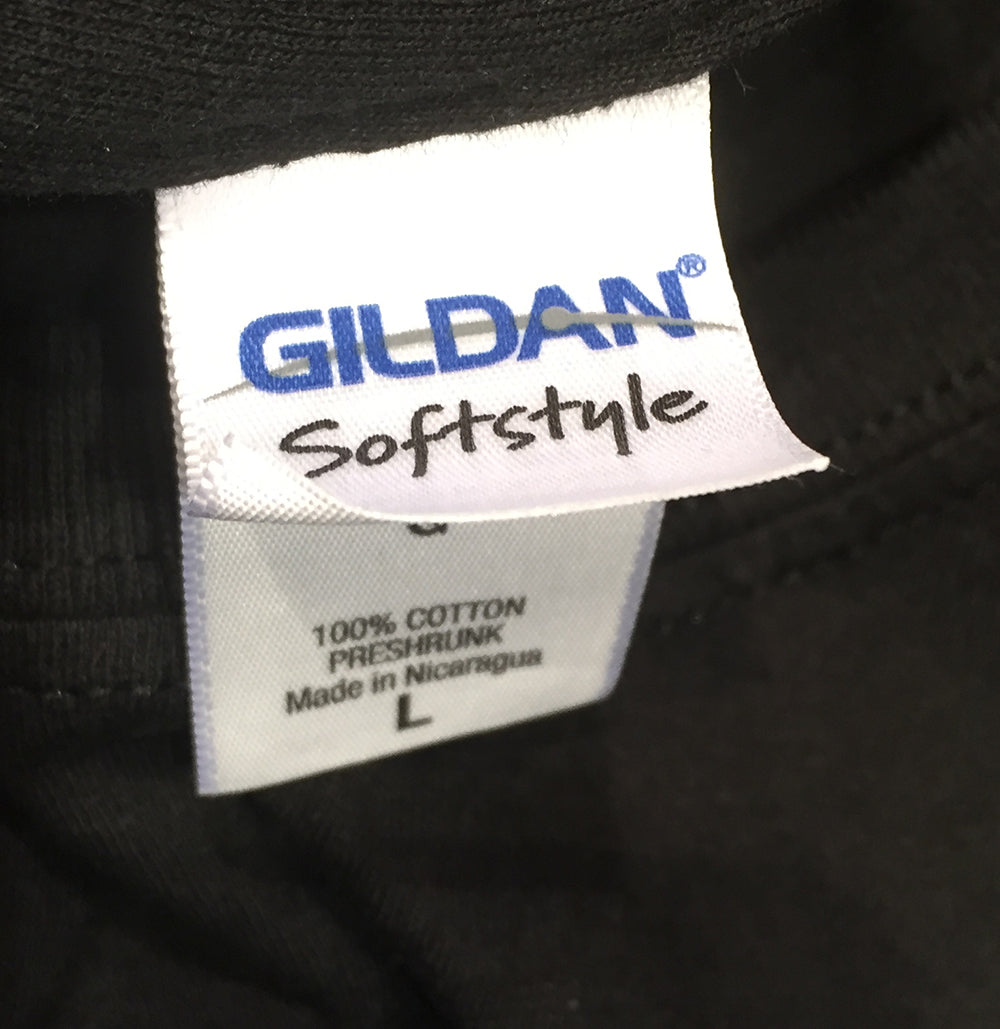 GILDAN®
Softstyle
100% COTTON
PRESHRUNK
Made in Nicaragua
L